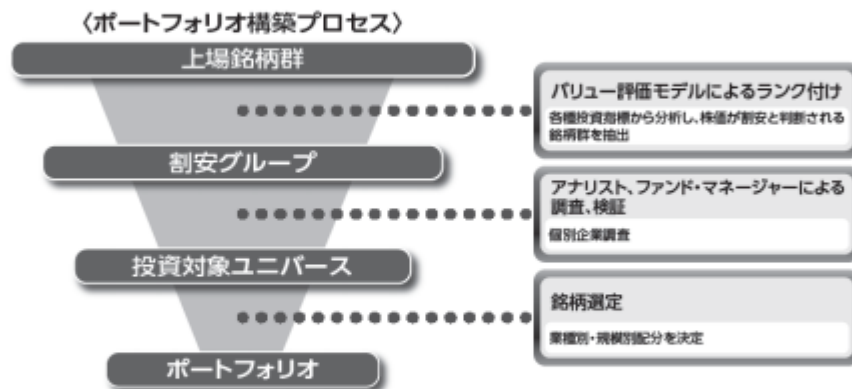 〈ポートフォリオ構築プロセス〉
上場銘柄群
バリュー評価モデルによるランク付け
各種投資指標から分析し、株価が割安と判断される
銘柄群を抽出
割安グループ
アナリスト、ファンド・マネージャーによる
調査、検証
個別企業調査
投資対象ユニバース
銘柄選定
業種別・規模別配分を決定
ポートフォリオ